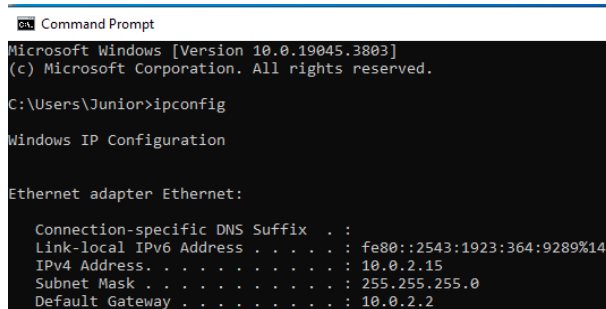 Command Prompt
Microsoft Windows [Version 10.0.19045.3803]
(c) Microsoft Corporation. All rights reserved.
C:\Users\Junior>ipconfig
Windows IP Configuration
Ethernet adapter Ethernet:
Connection-specific DNS Suffix  . :
Link-local IPv6 Address . . . . . : fe80::2543:1923:364:9289%14
IPv4 Address. . . . . . . . . . . : 10.0.2.15
Subnet Mask . . . . . . . . . . . : 255.255.255.0
Default Gateway . . . . . . . . . : 10.0.2.2